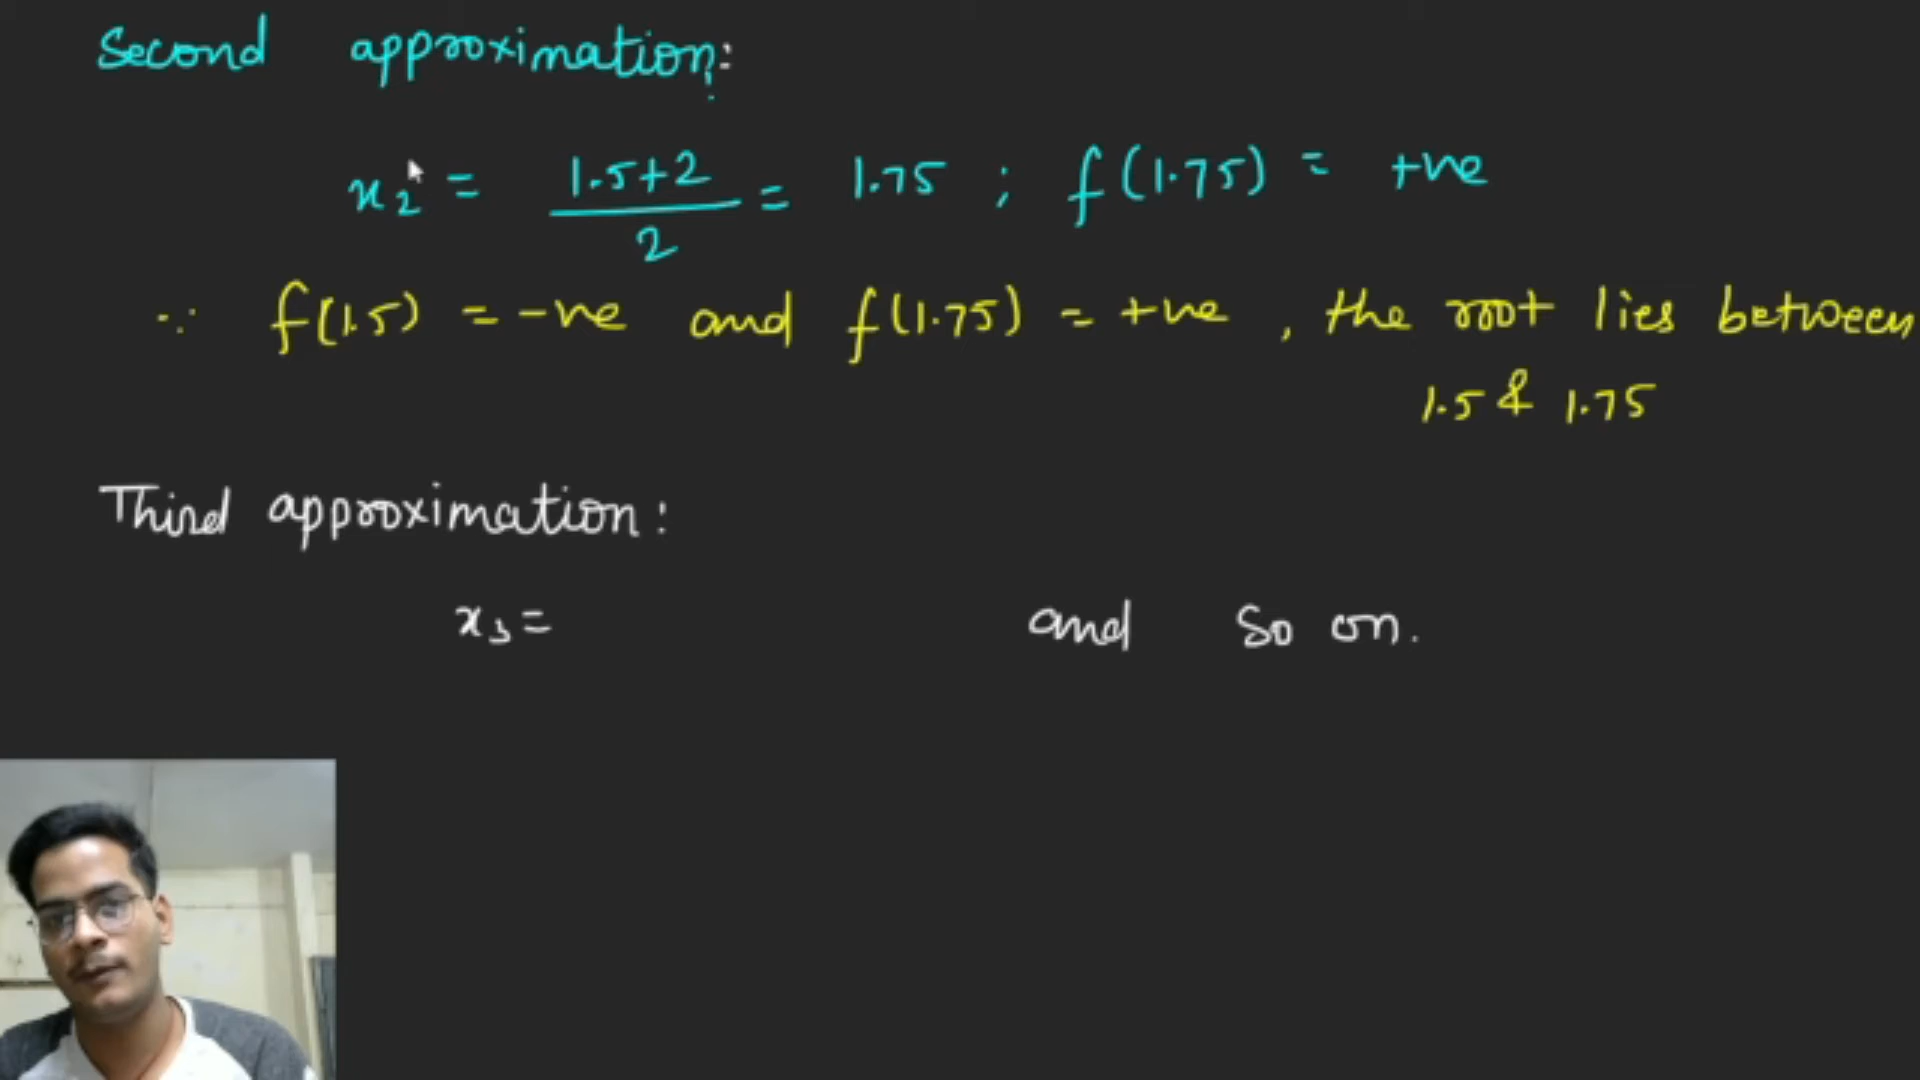 Second approximation:
x₂ = (1.5+2)/2 = 1.75 ; f(1.75) = +ve
∵ f(1.5) = -ve and f(1.75) = +ve , the root lies between
1.5 & 1.75
Third approximation:
x₃ = and so on.